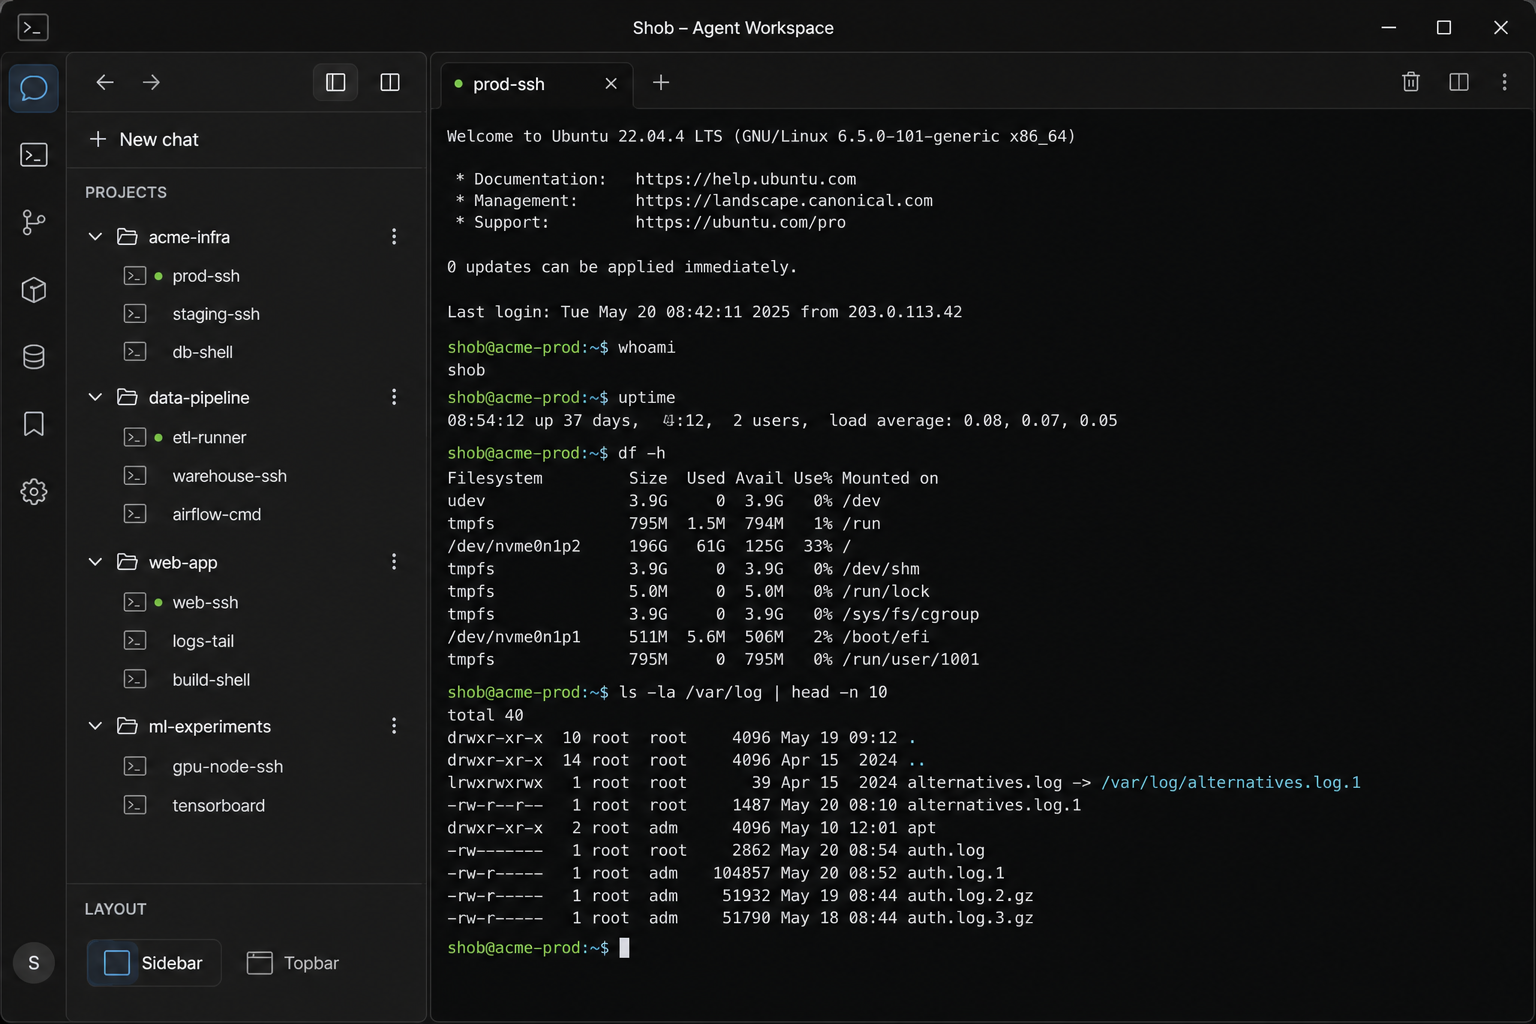 Shob – Agent Workspace
New chat
PROJECTS
acme-infra
prod-ssh
staging-ssh
db-shell
data-pipeline
etl-runner
warehouse-ssh
airflow-cmd
web-app
web-ssh
logs-tail
build-shell
ml-experiments
gpu-node-ssh
tensorboard
LAYOUT
Sidebar
Topbar
S
prod-ssh
Welcome to Ubuntu 22.04.4 LTS (GNU/Linux 6.5.0-101-generic x86_64)
* Documentation: https://help.ubuntu.com
* Management: https://landscape.canonical.com
* Support: https://ubuntu.com/pro
0 updates can be applied immediately.
Last login: Tue May 20 08:42:11 2025 from 203.0.113.42
shob@acme-prod:~$ whoami
shob
shob@acme-prod:~$ uptime
08:54:12 up 37 days, 2 users, load average: 0.08, 0.07, 0.05
shob@acme-prod:~$ df -h
Filesystem Size Used Avail Use% Mounted on
udev 3.9G 0 3.9G 0% /dev
tmpfs 795M 1.5M 794M 1% /run
/dev/nvme0n1p2 196G 61G 125G 33% /
tmpfs 3.9G 0 3.9G 0% /dev/shm
tmpfs 5.0M 0 5.0M 0% /run/lock
tmpfs 3.9G 0 3.9G 0% /sys/fs/cgroup
/dev/nvme0n1p1 511M 5.6M 506M 2% /boot/efi
tmpfs 795M 0 795M 0% /run/user/1001
shob@acme-prod:~$ ls -la /var/log | head -n 10
total 40
drwxr-xr-x 10 root root 4096 May 19 09:12 .
drwxr-xr-x 14 root root 4096 Apr 15 2024 ..
lrwxrwxrwx 1 root root 39 Apr 15 2024 alternatives.log -> /var/log/alternatives.log.1
-rw-r--r-- 1 root root 1487 May 20 08:10 alternatives.log.1
drwxr-xr-x 2 root adm 4096 May 10 12:01 apt
-rw------- 1 root root 2862 May 20 08:54 auth.log
-rw-r----- 1 root adm 104857 May 20 08:52 auth.log.1
-rw-r----- 1 root adm 51932 May 19 08:44 auth.log.2.gz
-rw-r----- 1 root adm 51790 May 18 08:44 auth.log.3.gz
shob@acme-prod:~$